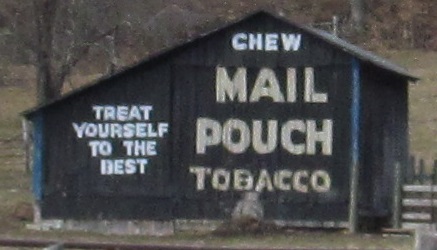 CHEW
MAIL
POUCH
TOBACCO
TREAT
YOURSELF
TO THE
BEST